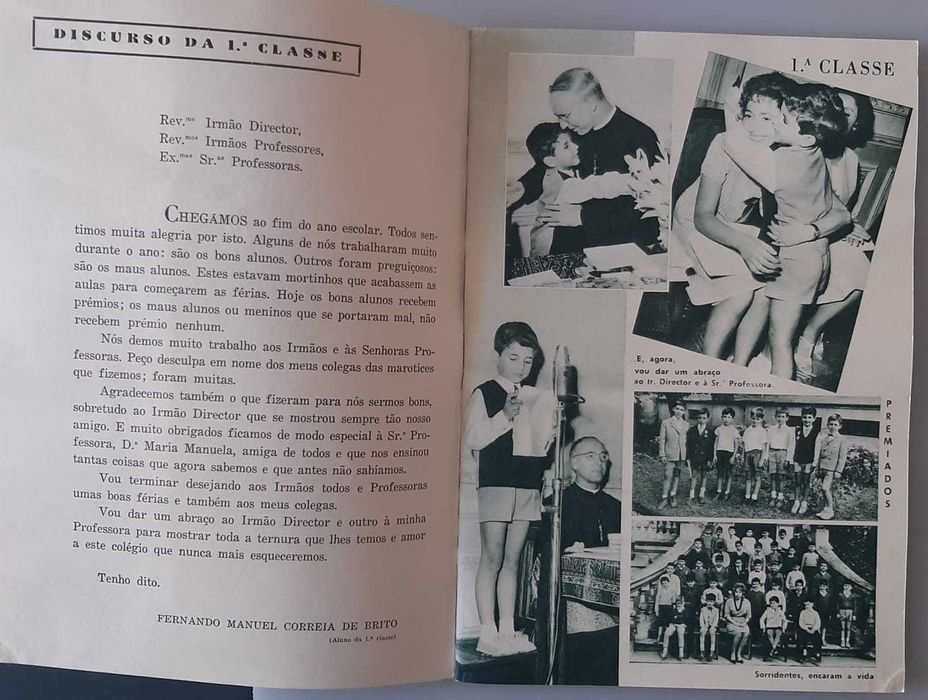 DISCURSO DA 1.ª CLASSE
Rev.mo Irmão Director,
Rev.mos Irmãos Professores,
Ex.mas Sr.as Professoras.
CHEGÁMOS ao fim do ano escolar. Todos sen-
timos muita alegria por isto. Alguns de nós trabalharam muito
durante o ano: são os bons alunos. Outros foram preguiçosos:
são os maus alunos. Estes estavam mortinhos que acabassem as
aulas para começarem as férias. Hoje os bons alunos recebem
prémios; os maus alunos ou meninos que se portaram mal, não
recebem prémio nenhum.
Nós demos muito trabalho aos Irmãos e às Senhoras Pro-
fessoras. Peço desculpa em nome dos meus colegas das marotices
que fizemos; foram muitas.
Agradecemos também o que fizeram para nós sermos bons,
sobretudo ao Irmão Director que se mostrou sempre tão nosso
amigo. E muito obrigados ficamos de modo especial à Sr.ª Pro-
fessora, D.ª Maria Manuela, amiga de todos e que nos ensinou
tantas coisas que agora sabemos e que antes não sabíamos.
Vou terminar desejando aos Irmãos todos e Professoras
umas boas férias e também aos meus colegas.
Vou dar um abraço ao Irmão Director e outro à minha
Professora para mostrar toda a ternura que lhes temos e amor
a este colégio que nunca mais esqueceremos.
Tenho dito.
FERNANDO MANUEL CORREIA DE BRITO
(Aluno da 1.ª classe)
1.ª CLASSE
.E, agora,
vou dar um abraço
ao Ir. Director e à Sr.ª Professora.
PREMIADOS
Sorridentes, encaram a vida